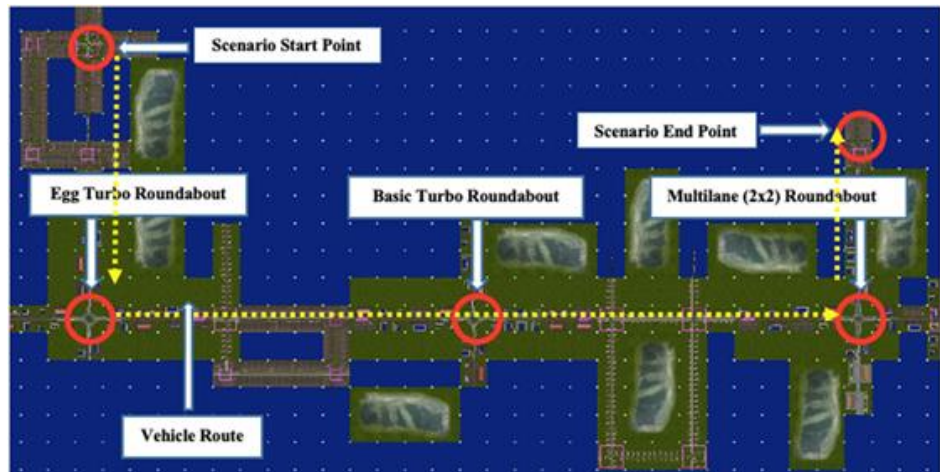 Scenario Start Point
Scenario End Point
Egg Turbo Roundabout
Basic Turbo Roundabout
Multilane (2x2) Roundabout
Vehicle Route